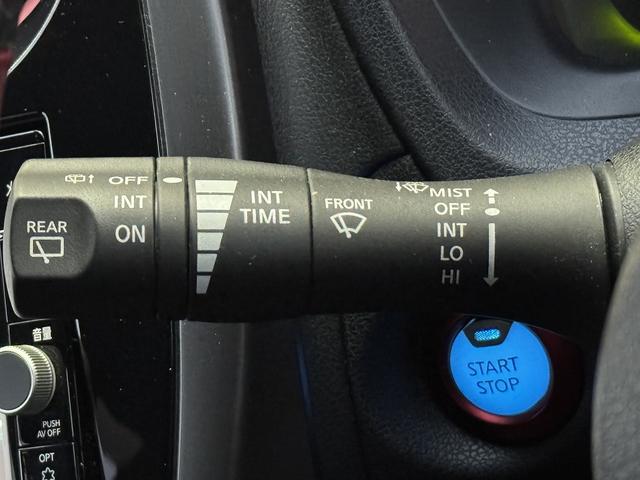 REAR
OFF
INT
ON
INT
TIME
FRONT
MIST
OFF
INT
LO
HI
START
STOP
音量
PUSH
AV OFF
OPT